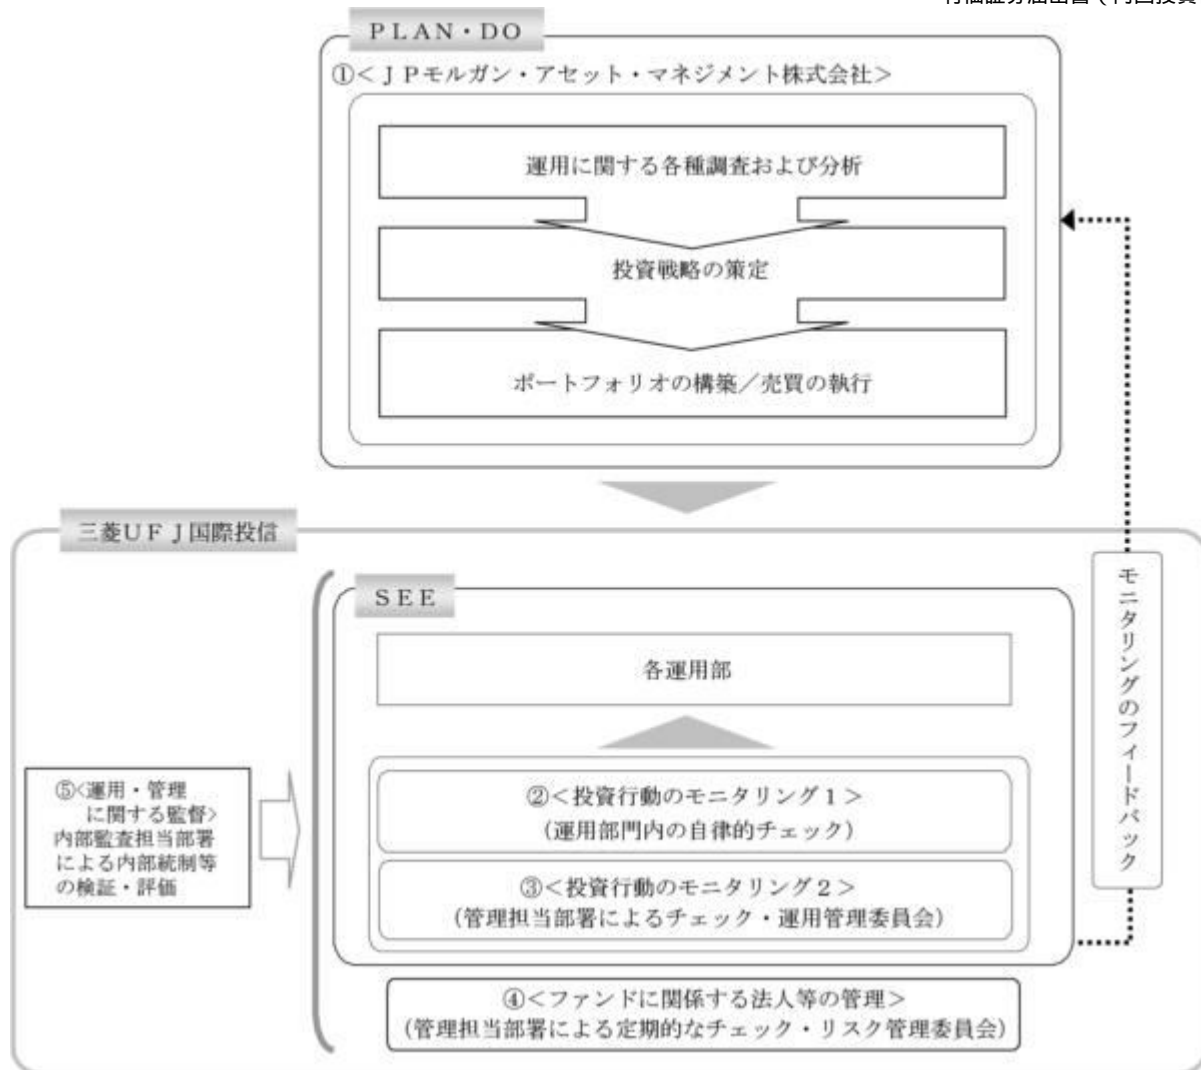 PLAN・DO
①＜ＪＰモルガン・アセット・マネジメント株式会社＞
運用に関する各種調査および分析
投資戦略の策定
ポートフォリオの構築／売買の執行
三菱ＵＦＪ国際投信
SEE
各運用部
②＜投資行動のモニタリング１＞
（運用部門内の自律的チェック）
③＜投資行動のモニタリング２＞
（管理担当部署によるチェック・運用管理委員会）
④＜ファンドに関係する法人等の管理＞
（管理担当部署による定期的なチェック・リスク管理委員会）
⑤<運用・管理
に関する監督>
内部監査担当部署
による内部統制等
の検証・評価
モニタリングのフィードバック